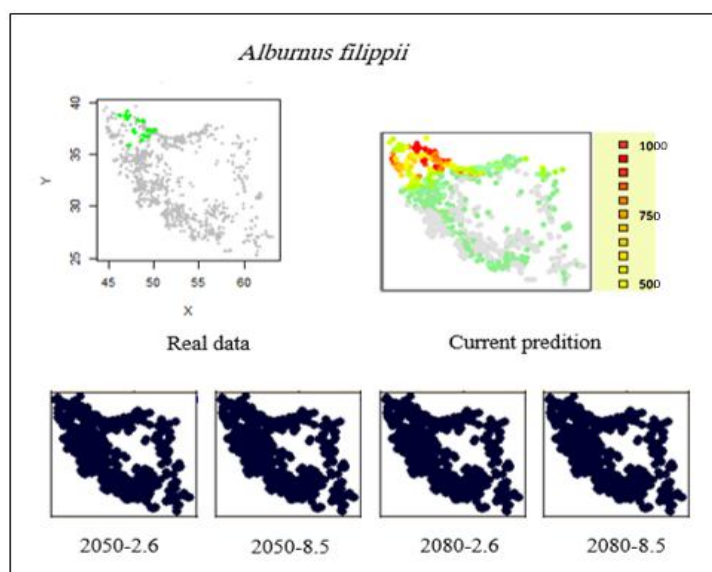 Alburnus filippii
40
35
30
25
Y
45 50 55 60
X
1000
750
500
Real data
Current predition
2050-2.6
2050-8.5
2080-2.6
2080-8.5